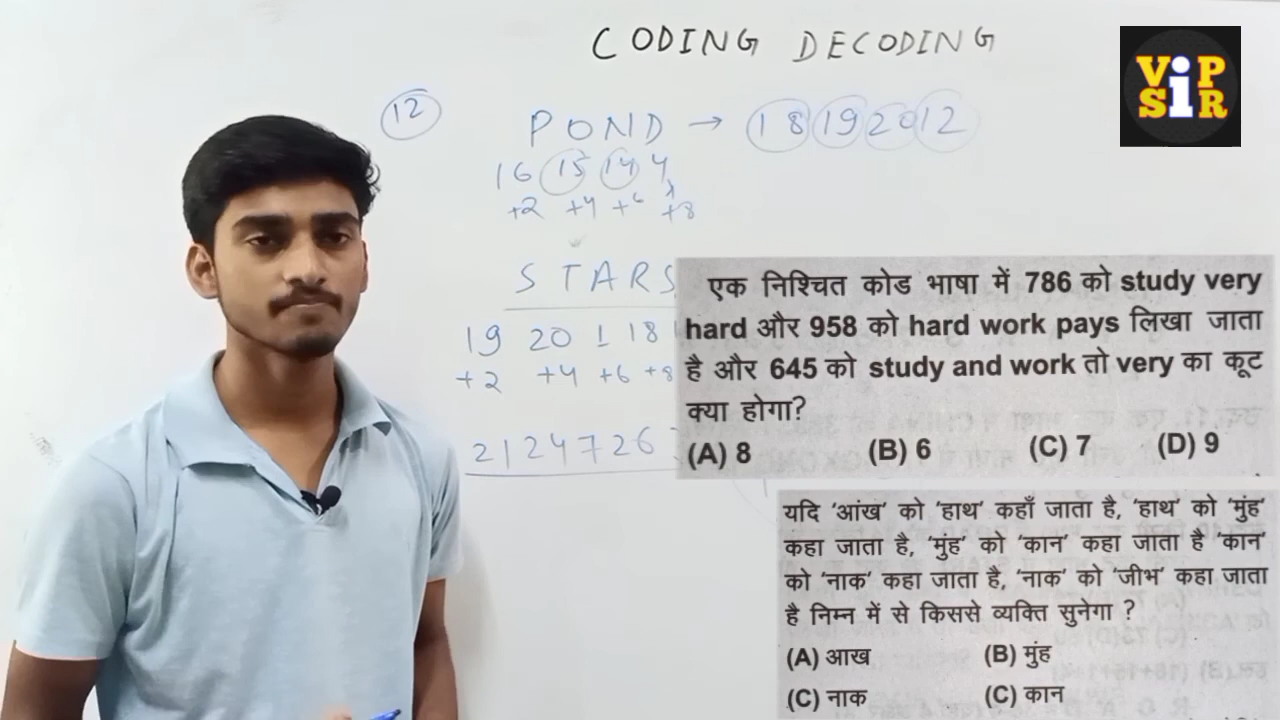 CODING DECODING
ViP
SiR
12
POND → 18 19 20 12
16 15 14 4
+2 +4 +6 +8
STARS
19 20 1 18
+2 +4 +6 +8
2124726
एक निश्चित कोड भाषा में 786 को study very
hard और 958 को hard work pays लिखा जाता
है और 645 को study and work तो very का कूट
क्या होगा?
(A) 8 (B) 6 (C) 7 (D) 9
यदि 'आंख' को 'हाथ' कहाँ जाता है, 'हाथ' को 'मुंह'
कहा जाता है, 'मुंह' को 'कान' कहा जाता है 'कान'
को 'नाक' कहा जाता है, 'नाक' को 'जीभ' कहा जाता
है निम्न में से किससे व्यक्ति सुनेगा ?
(A) आख (B) मुंह
(C) नाक (C) कान